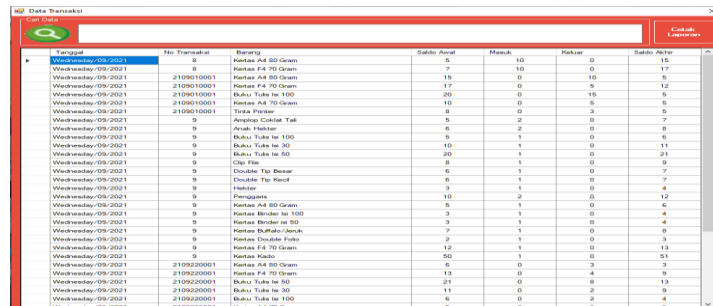 Data Transaksi
Cari Data
Cetak
Laporan
Tanggal No Transaksi Barang Saldo Awal Masuk Keluar Saldo Akhir
Wednesday/09/2021 8 Kertas A4 80 Gram 5 10 0 15
Wednesday/09/2021 8 Kertas F4 70 Gram 7 10 0 17
Wednesday/09/2021 2109010001 Kertas A4 80 Gram 15 0 10 5
Wednesday/09/2021 2109010001 Kertas F4 70 Gram 17 0 5 12
Wednesday/09/2021 2109010001 Buku Tulis Isi 100 20 0 15 5
Wednesday/09/2021 2109010001 Kertas A4 70 Gram 10 0 5 5
Wednesday/09/2021 2109010001 Tinta Printer 8 0 3 5
Wednesday/09/2021 9 Amplop Coklat Tali 5 2 0 7
Wednesday/09/2021 9 Anak Hekter 6 2 0 8
Wednesday/09/2021 9 Buku Tulis Isi 100 5 1 0 6
Wednesday/09/2021 9 Buku Tulis Isi 30 10 1 0 11
Wednesday/09/2021 9 Buku Tulis Isi 50 20 1 0 21
Wednesday/09/2021 9 Clip File 8 1 0 9
Wednesday/09/2021 9 Double Tip Besar 6 1 0 7
Wednesday/09/2021 9 Double Tip Kecil 6 1 0 7
Wednesday/09/2021 9 Hekter 3 1 0 4
Wednesday/09/2021 9 Penggaris 10 2 0 12
Wednesday/09/2021 9 Kertas A4 80 Gram 5 1 0 6
Wednesday/09/2021 9 Kertas Binder Isi 100 3 1 0 4
Wednesday/09/2021 9 Kertas Binder isi 50 3 1 0 4
Wednesday/09/2021 9 Kertas Buffalo/Jeruk 7 1 0 8
Wednesday/09/2021 9 Kertas Double Folio 2 1 0 3
Wednesday/09/2021 9 Kertas F4 70 Gram 12 1 0 13
Wednesday/09/2021 9 Kertas Kado 50 1 0 51
Wednesday/09/2021 2109220001 Kertas A4 80 Gram 6 0 3 3
Wednesday/09/2021 2109220001 Kertas F4 70 Gram 13 0 4 9
Wednesday/09/2021 2109220001 Buku Tulis Isi 50 21 0 8 13
Wednesday/09/2021 2109220001 Buku Tulis Isi 30 11 0 2 9
Wednesday/09/2021 2109220001 Buku Tulis Isi 100 6 0 2 4